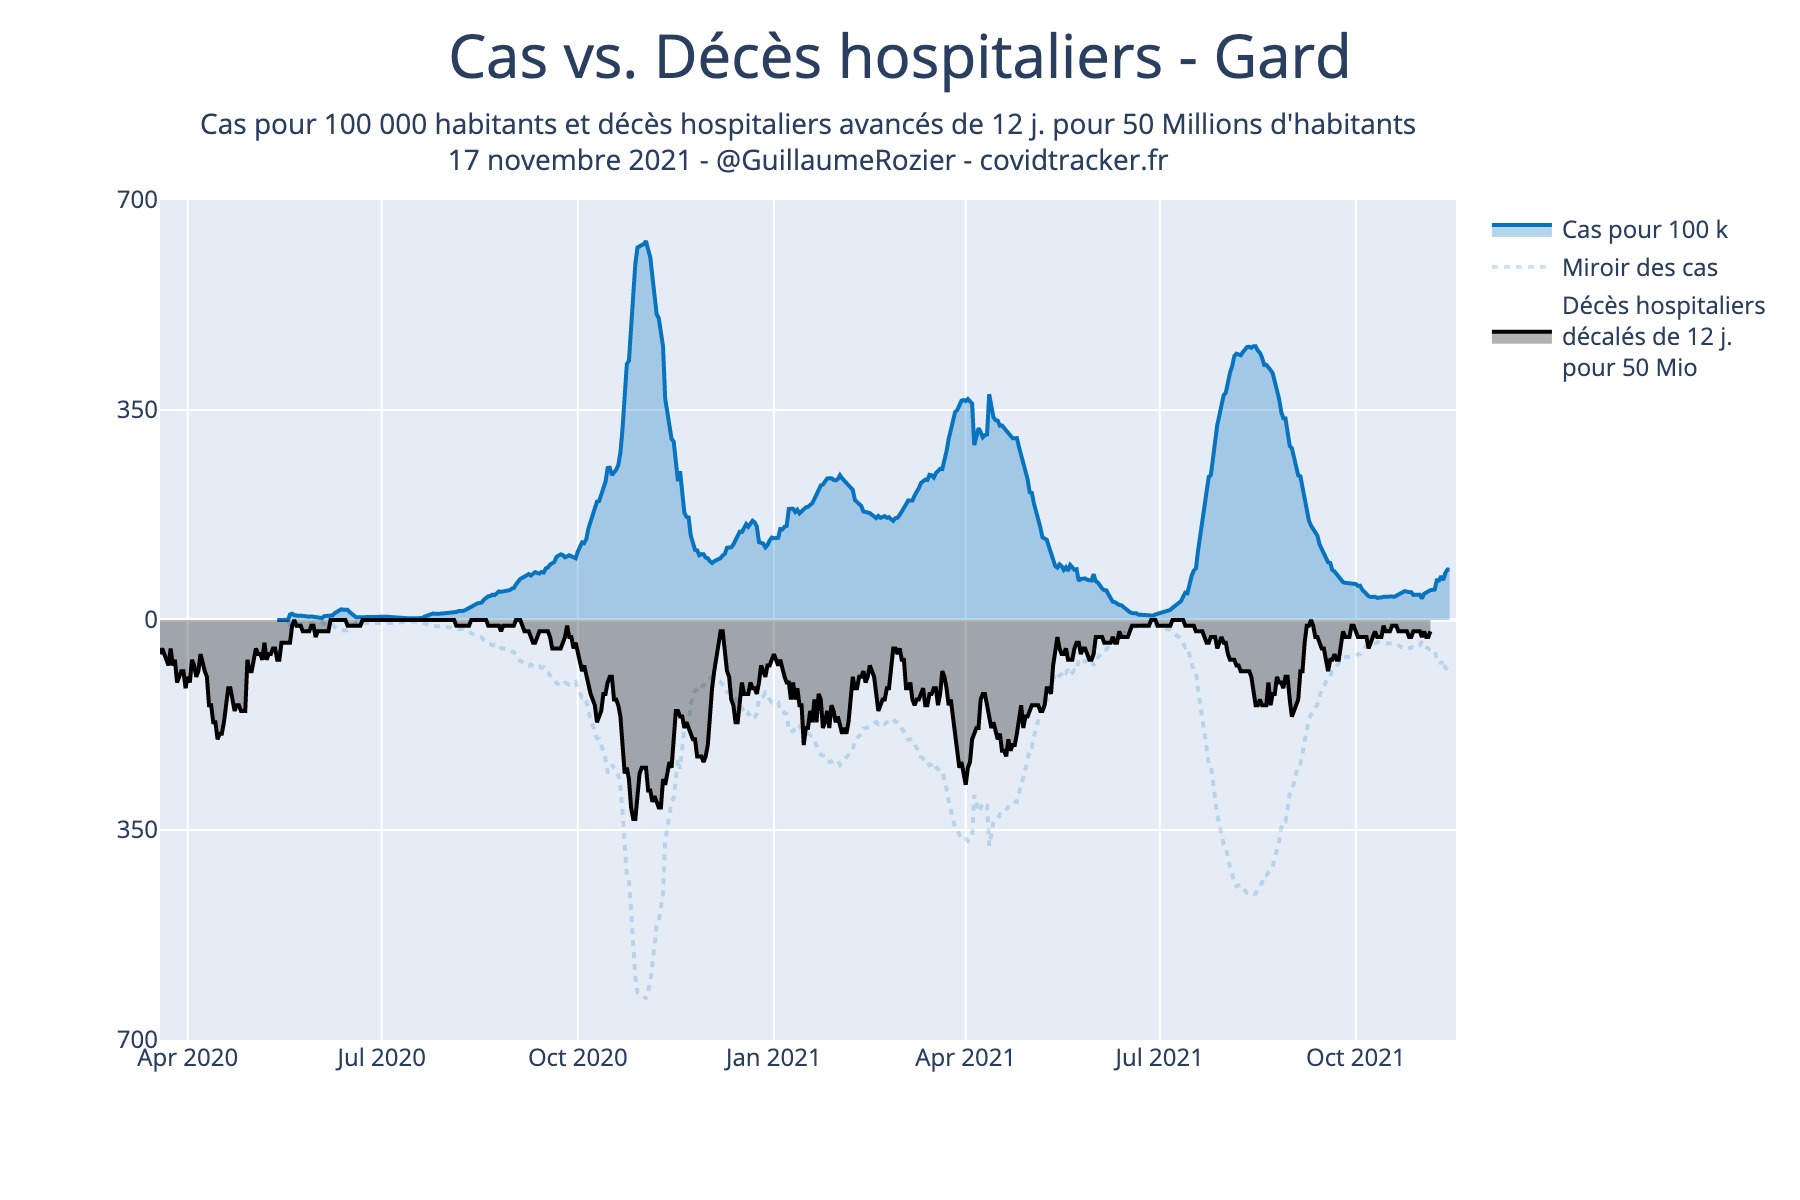 Cas vs. Décès hospitaliers - Gard
Cas pour 100 000 habitants et décès hospitaliers avancés de 12 j. pour 50 Millions d'habitants
17 novembre 2021 - @GuillaumeRozier - covidtracker.fr
700
350
0
350
700
Apr 2020
Jul 2020
Oct 2020
Jan 2021
Apr 2021
Jul 2021
Oct 2021
Cas pour 100 k
Miroir des cas
Décès hospitaliers
décalés de 12 j.
pour 50 Mio